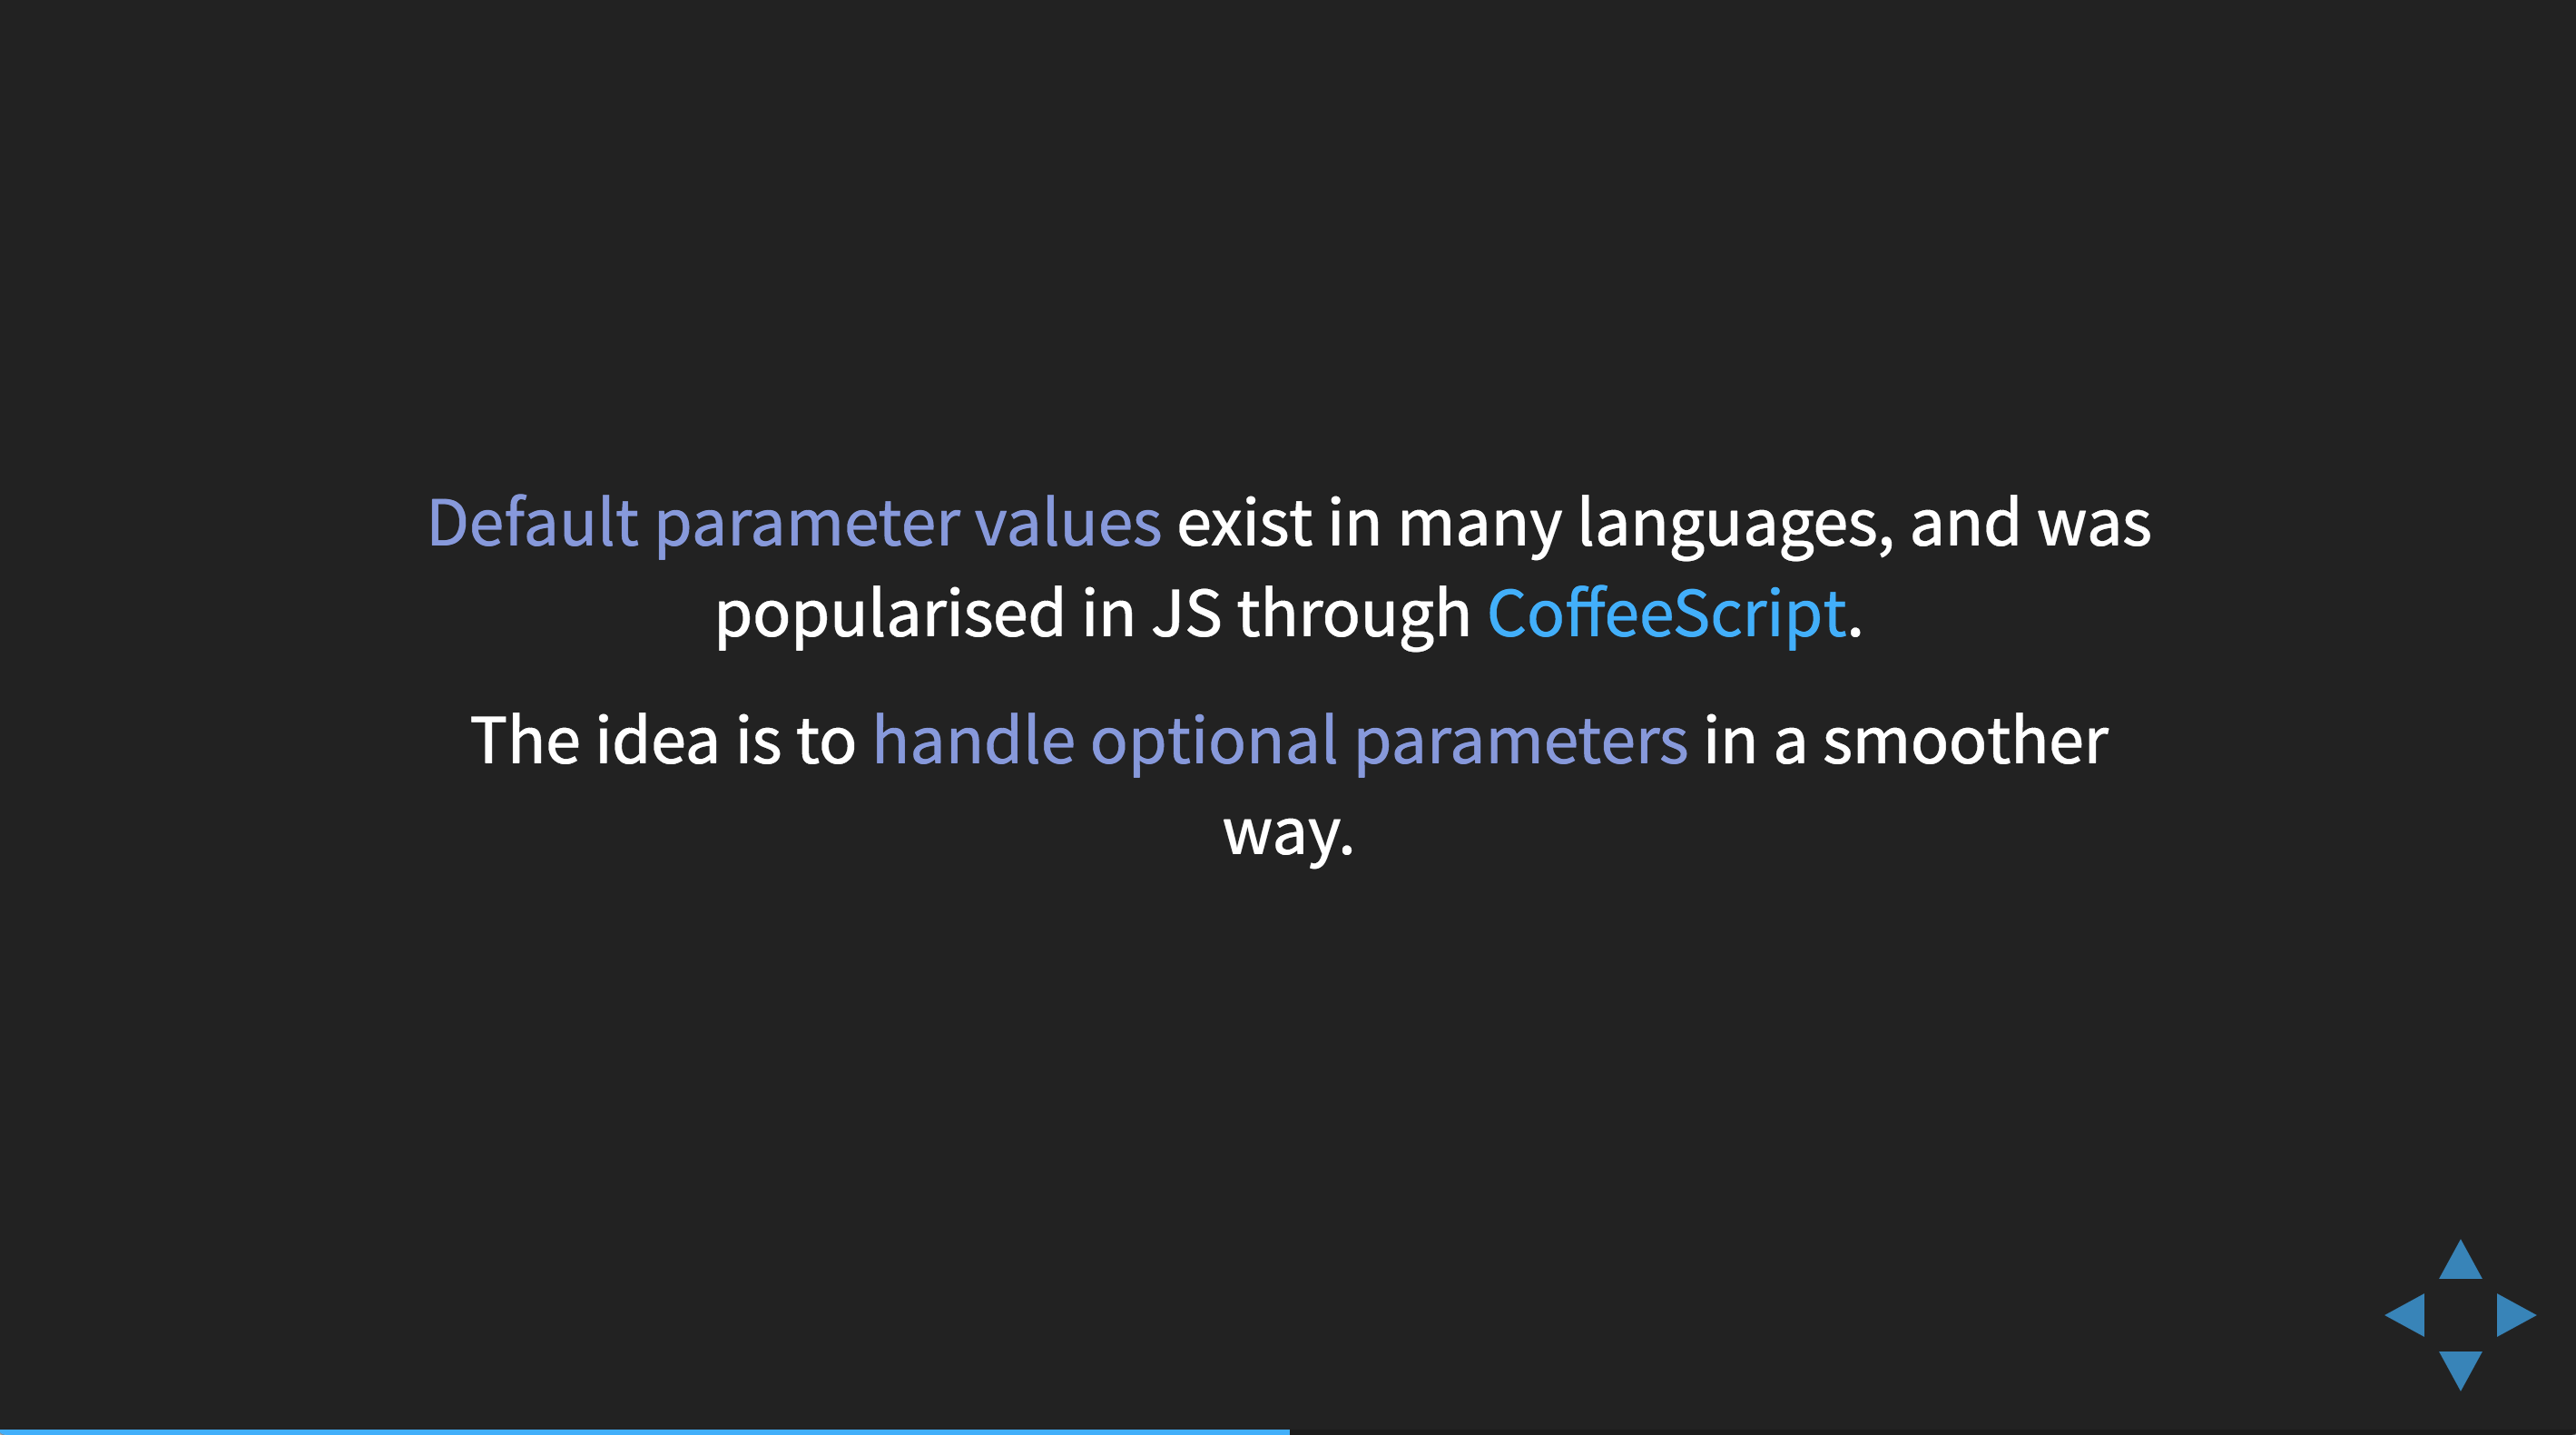 Default parameter values exist in many languages, and was
popularised in JS through CoffeeScript.
The idea is to handle optional parameters in a smoother
way.